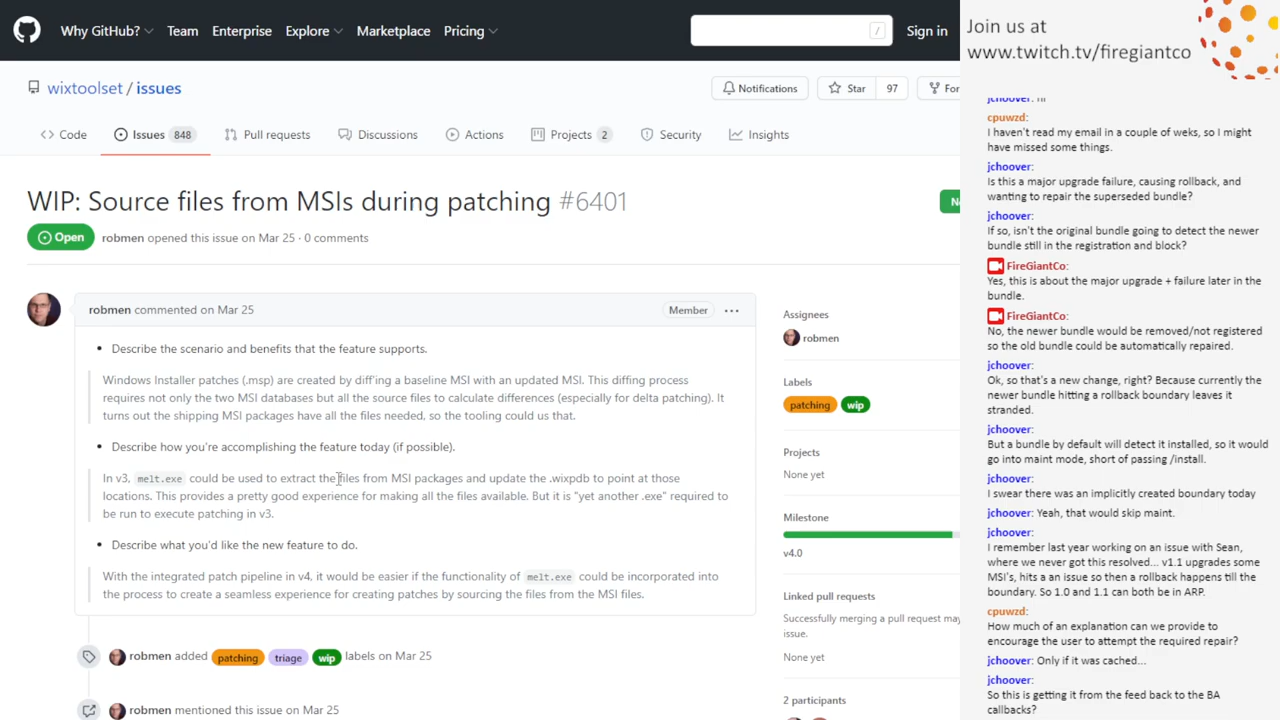 Why GitHub?
Team
Enterprise
Explore
Marketplace
Pricing
/
Sign in
wixtoolset / issues
Notifications
Star
97
For
Code
Issues 848
Pull requests
Discussions
Actions
Projects 2
Security
Insights
WIP: Source files from MSIs during patching #6401
Open
robmen opened this issue on Mar 25 · 0 comments
robmen commented on Mar 25
Member
Describe the scenario and benefits that the feature supports.
Windows Installer patches (.msp) are created by diff'ing a baseline MSI with an updated MSI. This diffing process
requires not only the two MSI databases but all the source files to calculate differences (especially for delta patching). It
turns out the shipping MSI packages have all the files needed, so the tooling could us that.
Describe how you're accomplishing the feature today (if possible).
In v3, melt.exe could be used to extract the files from MSI packages and update the .wixpdb to point at those
locations. This provides a pretty good experience for making all the files available. But it is "yet another .exe" required to
be run to execute patching in v3.
Describe what you'd like the new feature to do.
With the integrated patch pipeline in v4, it would be easier if the functionality of melt.exe could be incorporated into
the process to create a seamless experience for creating patches by sourcing the files from the MSI files.
robmen added patching triage wip labels on Mar 25
robmen mentioned this issue on Mar 25
Assignees
robmen
Labels
patching wip
Projects
None yet
Milestone
v4.0
Linked pull requests
Successfully merging a pull request may
issue.
None yet
2 participants
Join us at
www.twitch.tv/firegiantco
jchoover: hi
cpuwzd:
I haven't read my email in a couple of weks, so I might
have missed some things.
jchoover:
Is this a major upgrade failure, causing rollback, and
wanting to repair the superseded bundle?
jchoover:
If so, isn't the original bundle going to detect the newer
bundle still in the registration and block?
FireGiantCo:
Yes, this is about the major upgrade + failure later in the
bundle.
FireGiantCo:
No, the newer bundle would be removed/not registered
so the old bundle could be automatically repaired.
jchoover:
Ok, so that's a new change, right? Because currently the
newer bundle hitting a rollback boundary leaves it
stranded.
jchoover:
But a bundle by default will detect it installed, so it would
go into maint mode, short of passing /install.
jchoover:
I swear there was an implicitly created boundary today
jchoover: Yeah, that would skip maint.
jchoover:
I remember last year working on an issue with Sean,
where we never got this resolved... v1.1 upgrades some
MSI's, hits a an issue so then a rollback happens till the
boundary. So 1.0 and 1.1 can both be in ARP.
cpuwzd:
How much of an explanation can we provide to
encourage the user to attempt the required repair?
jchoover: Only if it was cached...
jchoover:
So this is getting it from the feed back to the BA
callbacks?